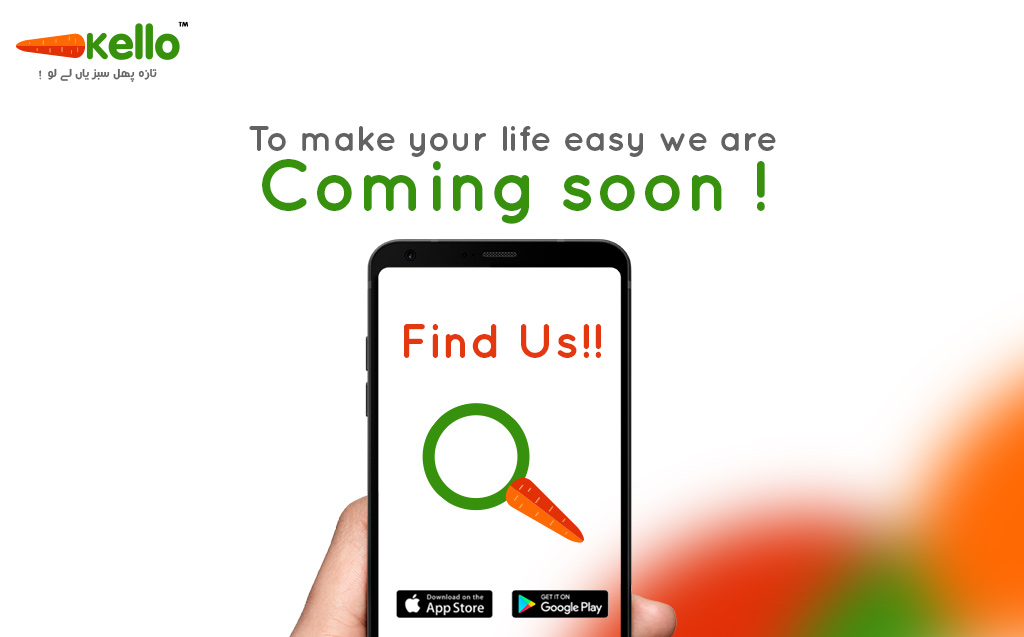 kello™
تازہ پھل سبزیاں لے لو !
To make your life easy we are
Coming soon !
Find Us!!
Download on the
App Store
GET IT ON
Google Play